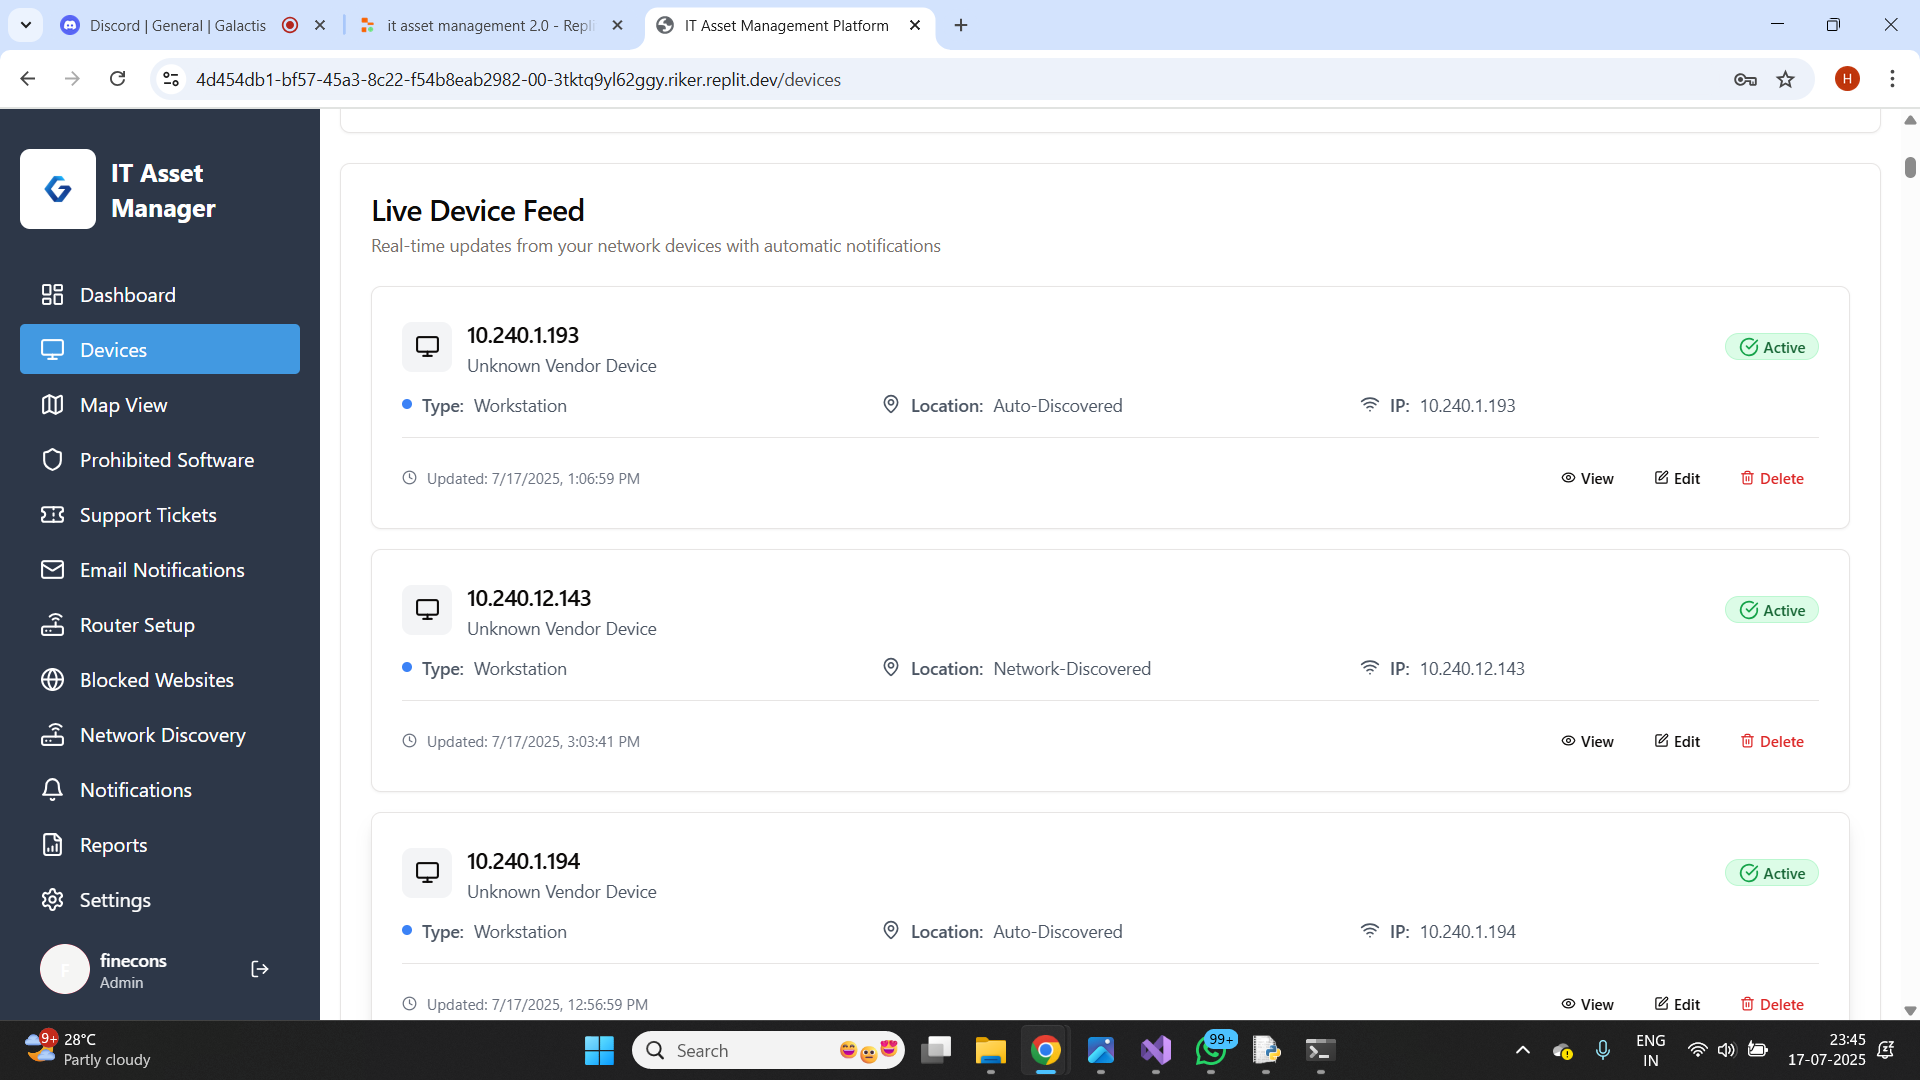 Discord | General | Galactis
it asset management 2.0 - Repli
IT Asset Management Platform
4d454db1-bf57-45a3-8c22-f54b8eab2982-00-3tktq9yl62ggy.riker.replit.dev/devices
H
IT Asset
Manager
Dashboard
Devices
Map View
Prohibited Software
Support Tickets
Email Notifications
Router Setup
Blocked Websites
Network Discovery
Notifications
Reports
Settings
F
finecons
Admin
Live Device Feed
Real-time updates from your network devices with automatic notifications
10.240.1.193
Unknown Vendor Device
Active
Type: Workstation
Location: Auto-Discovered
IP: 10.240.1.193
Updated: 7/17/2025, 1:06:59 PM
View
Edit
Delete
10.240.12.143
Unknown Vendor Device
Active
Type: Workstation
Location: Network-Discovered
IP: 10.240.12.143
Updated: 7/17/2025, 3:03:41 PM
View
Edit
Delete
10.240.1.194
Unknown Vendor Device
Active
Type: Workstation
Location: Auto-Discovered
IP: 10.240.1.194
Updated: 7/17/2025, 12:56:59 PM
View
Edit
Delete
9+
28°C
Partly cloudy
Search
99+
ENG
IN
23:45
17-07-2025